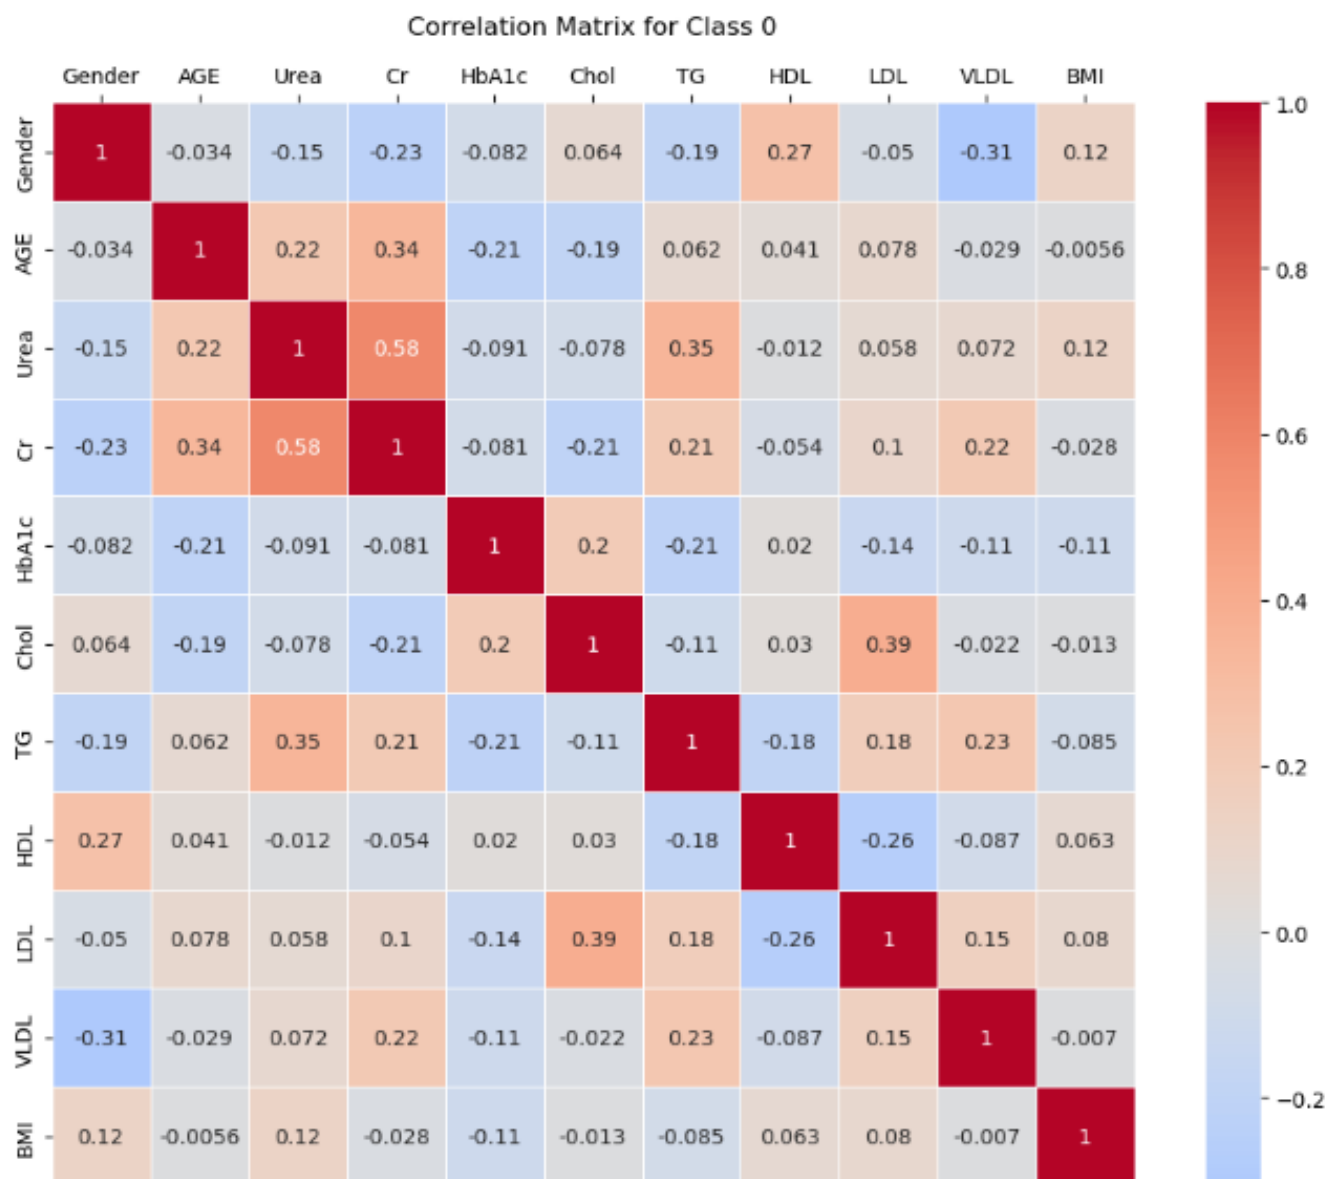 Correlation Matrix for Class 0
Gender AGE Urea Cr HbA1c Chol TG HDL LDL VLDL BMI
Gender 1 -0.034 -0.15 -0.23 -0.082 0.064 -0.19 0.27 -0.05 -0.31 0.12
AGE -0.034 1 0.22 0.34 -0.21 -0.19 0.062 0.041 0.078 -0.029 -0.0056
Urea -0.15 0.22 1 0.58 -0.091 -0.078 0.35 -0.012 0.058 0.072 0.12
Cr -0.23 0.34 0.58 1 -0.081 -0.21 0.21 -0.054 0.1 0.22 -0.028
HbA1c -0.082 -0.21 -0.091 -0.081 1 0.2 -0.21 0.02 -0.14 -0.11 -0.11
Chol 0.064 -0.19 -0.078 -0.21 0.2 1 -0.11 0.03 0.39 -0.022 -0.013
TG -0.19 0.062 0.35 0.21 -0.21 -0.11 1 -0.18 0.18 0.23 -0.085
HDL 0.27 0.041 -0.012 -0.054 0.02 0.03 -0.18 1 -0.26 -0.087 0.063
LDL -0.05 0.078 0.058 0.1 -0.14 0.39 0.18 -0.26 1 0.15 0.08
VLDL -0.31 -0.029 0.072 0.22 -0.11 -0.022 0.23 -0.087 0.15 1 -0.007
BMI 0.12 -0.0056 0.12 -0.028 -0.11 -0.013 -0.085 0.063 0.08 -0.007 1
1.0
0.8
0.6
0.4
0.2
0.0
−0.2